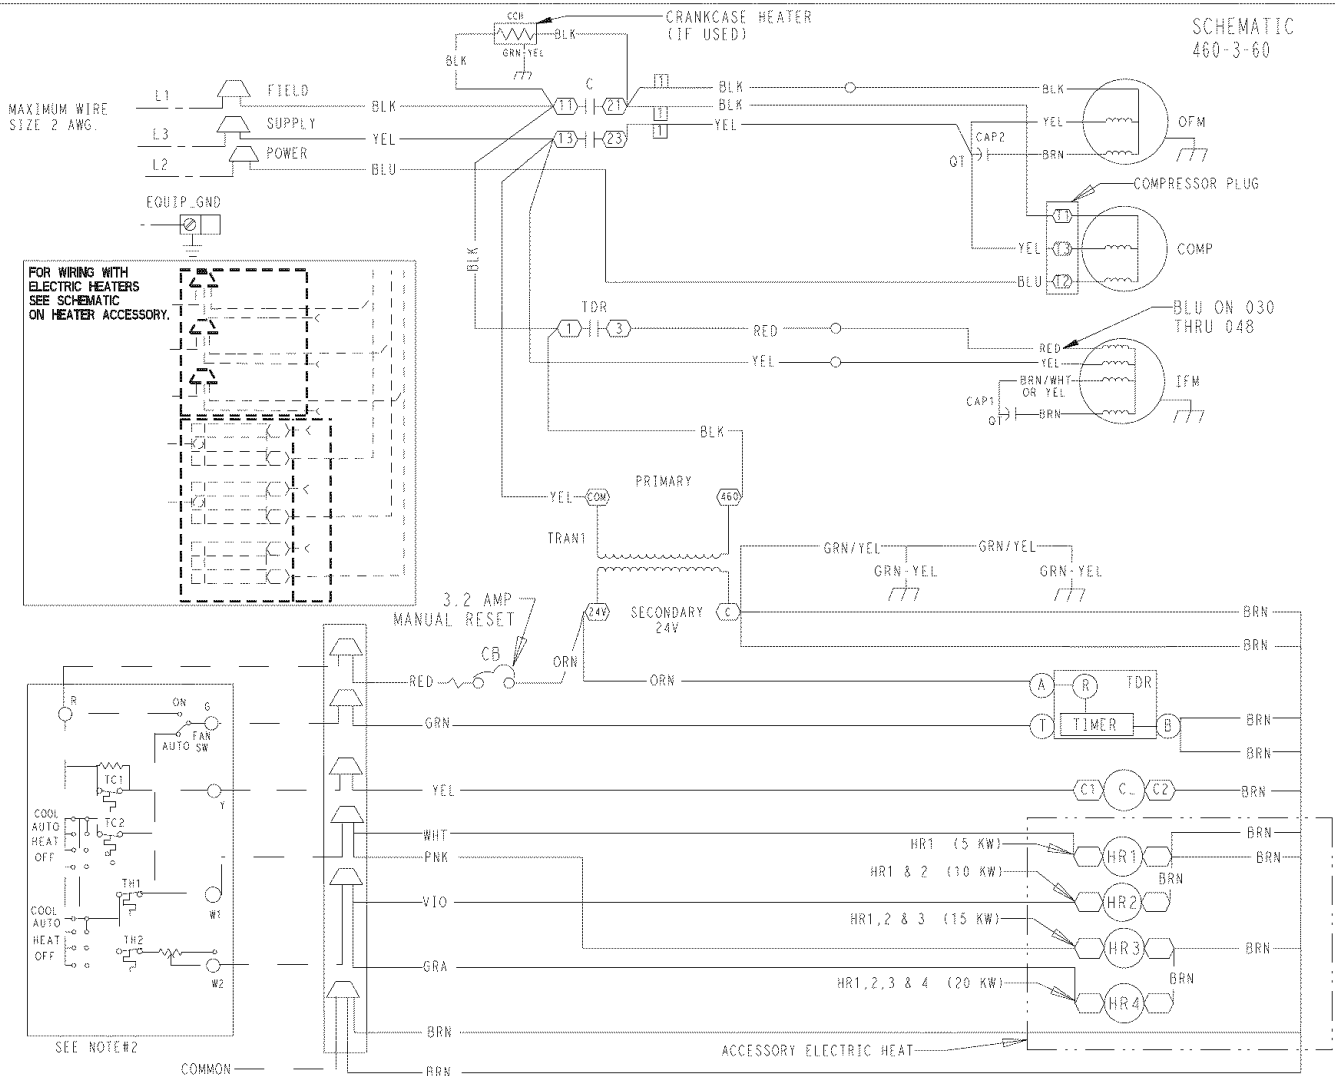 SCHEMATIC
460-3-60
CCH
CRANKCASE HEATER
(IF USED)
BLK
GRN-YEL
BLK
C
1
BLK
BLK
MAXIMUM WIRE
SIZE 2 AWG.
L1
FIELD
BLK
11
21
BLK
L3
SUPPLY
YEL
13
23
1
1
YEL
L2
POWER
BLU
YEL
CAP2
QT
BRN
OFM
EQUIP_GND
COMPRESSOR PLUG
T1
YEL
T3
COMP
BLU
T2
BLK
FOR WIRING WITH
ELECTRIC HEATERS
SEE SCHEMATIC
ON HEATER ACCESSORY.
TDR
1
3
RED
BLU ON 030
THRU 048
YEL
RED
YEL
BRN/WHT
OR YEL
CAP1
QT
BRN
IFM
BLK
PRIMARY
YEL
COM
460
TRAN1
GRN/YEL
GRN/YEL
GRN-YEL
GRN-YEL
3.2 AMP
MANUAL RESET
24V
SECONDARY
24V
C
BRN
BRN
CB
ORN
RED
ORN
A
R
TDR
GRN
T
TIMER
B
BRN
BRN
R
ON
G
FAN
SW
AUTO
TC1
Y
YEL
C1
C
C2
BRN
COOL
AUTO
HEAT
OFF
TC2
WHT
PNK
HR1 (5 KW)
HR1
BRN
BRN
BRN
HR1 & 2 (10 KW)
HR2
TH1
W1
VIO
COOL
AUTO
HEAT
OFF
HR1,2 & 3 (15 KW)
HR3
BRN
TH2
W2
GRA
BRN
HR1,2,3 & 4 (20 KW)
HR4
BRN
SEE NOTE#2
ACCESSORY ELECTRIC HEAT
COMMON
BRN